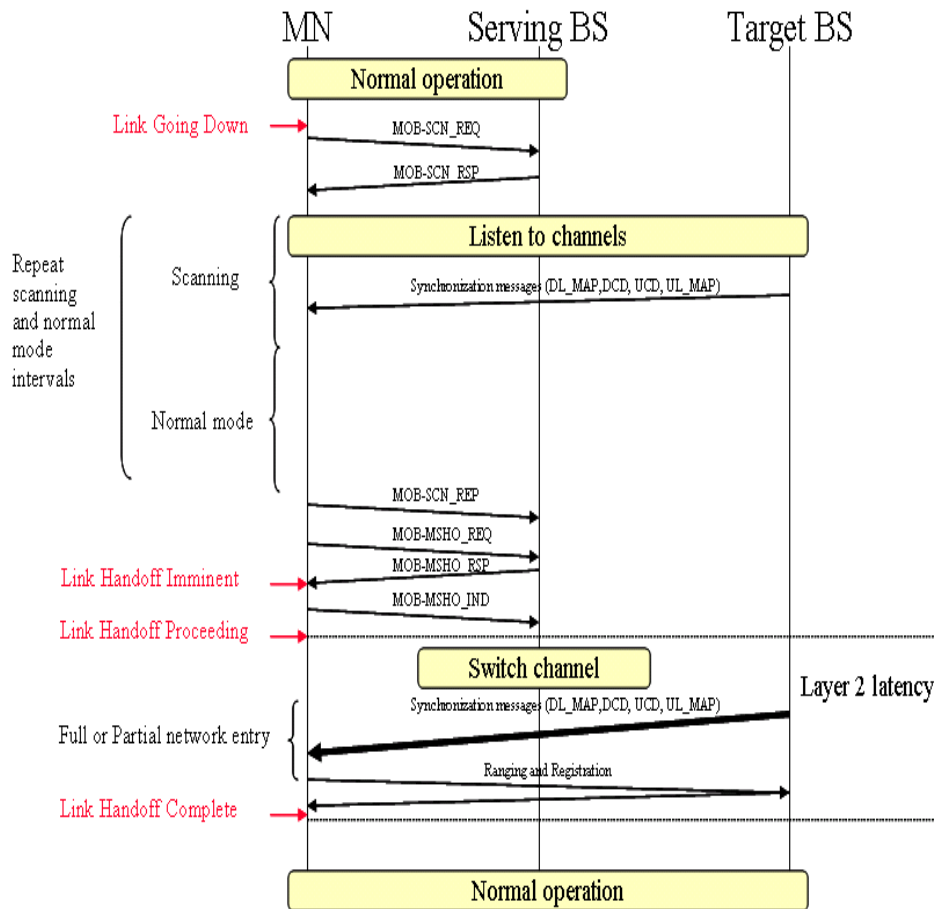 MN Serving BS Target BS
Normal operation
Link Going Down
MOB-SCN_REQ
MOB-SCN_RSP
Listen to channels
Repeat
scanning
and normal
mode
intervals
Scanning
Synchronization messages (DL_MAP,DCD, UCD, UL_MAP)
Normal mode
MOB-SCN_REP
MOB-MSHO_REQ
MOB-MSHO_RSP
Link Handoff Imminent
MOB-MSHO_IND
Link Handoff Proceeding
Switch channel
Layer 2 latency
Synchronization messages (DL_MAP,DCD, UCD, UL_MAP)
Full or Partial network entry
Ranging and Registration
Link Handoff Complete
Normal operation